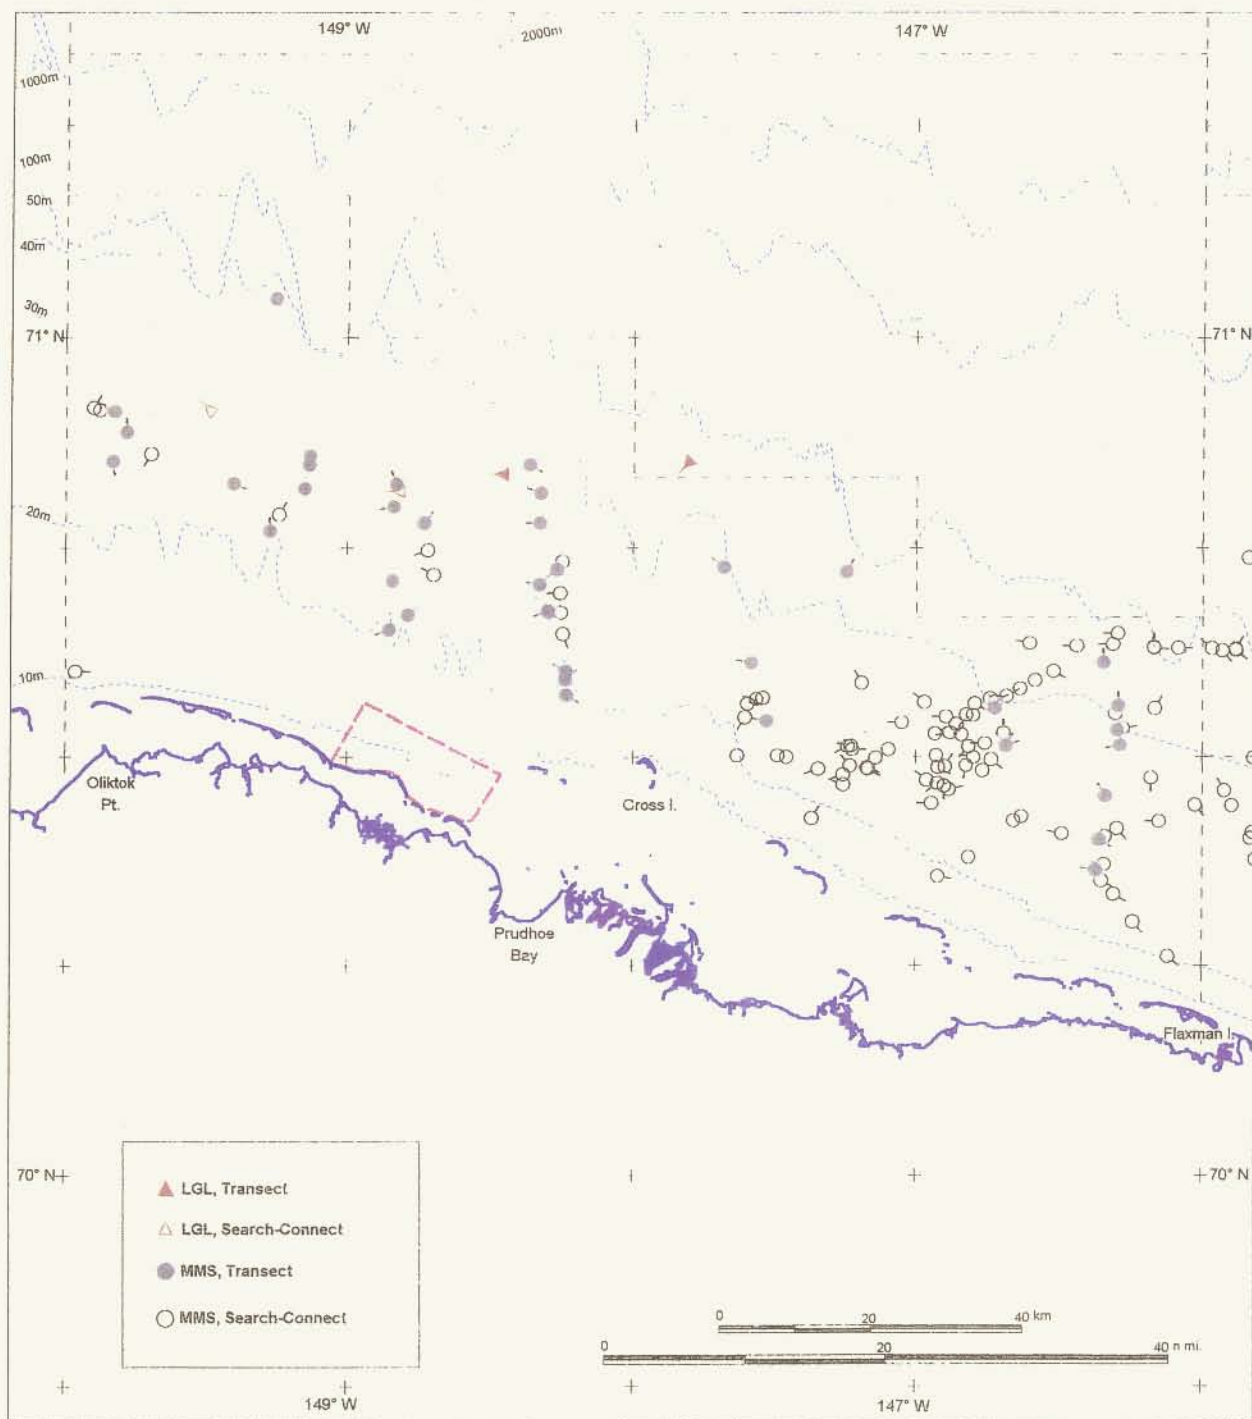 149° W
2000m
147° W
1000m
100m
50m
40m
30m
71° N
71° N
20m
10m
Oliktok
Pt.
Cross I.
Prudhoe
Bay
Flaxman I.
70° N
70° N
LGL, Transect
LGL, Search-Connect
MMS, Transect
MMS, Search-Connect
0 20 40 km
0 20 40 n mi.
149° W
147° W